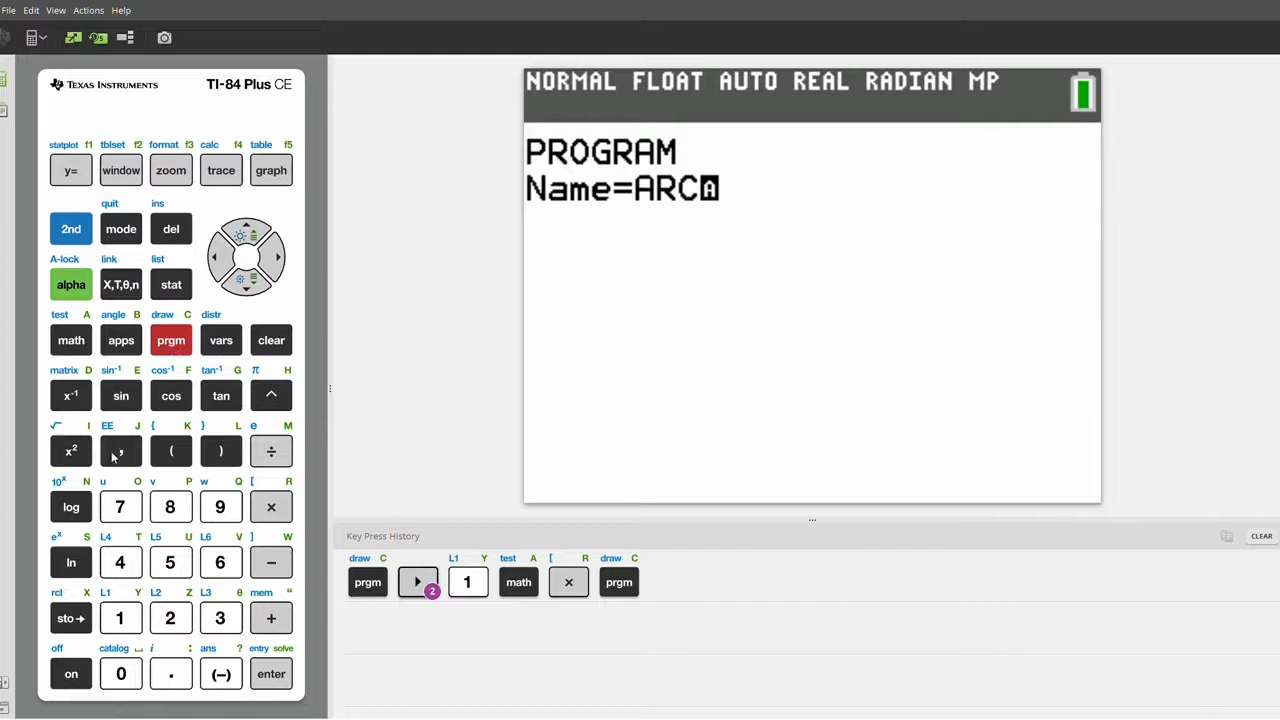 File Edit View Actions Help
TEXAS INSTRUMENTS TI-84 Plus CE
NORMAL FLOAT AUTO REAL RADIAN MP
PROGRAM
Name=ARCA
statplot f1 tblset f2 format f3 calc f4 table f5
y= window zoom trace graph
quit ins
2nd mode del
A-lock link list
alpha X,T,θ,n stat
test A angle B draw C distr
math apps prgm vars clear
matrix D sin⁻¹ E cos⁻¹ F tan⁻¹ G π H
x⁻¹ sin cos tan ^
√ I EE J { K } L e M
x² , ( ) ÷
10ˣ N u O v P w Q [ R
log 7 8 9 ×
eˣ S L4 T L5 U L6 V ] W
ln 4 5 6 −
rcl X L1 Y L2 Z L3 θ mem “
sto→ 1 2 3 +
off catalog ␣ i : ans ? entry solve
on 0 . (−) enter
Key Press History
CLEAR
draw C L1 Y test A [ R draw C
prgm 2 1 math × prgm